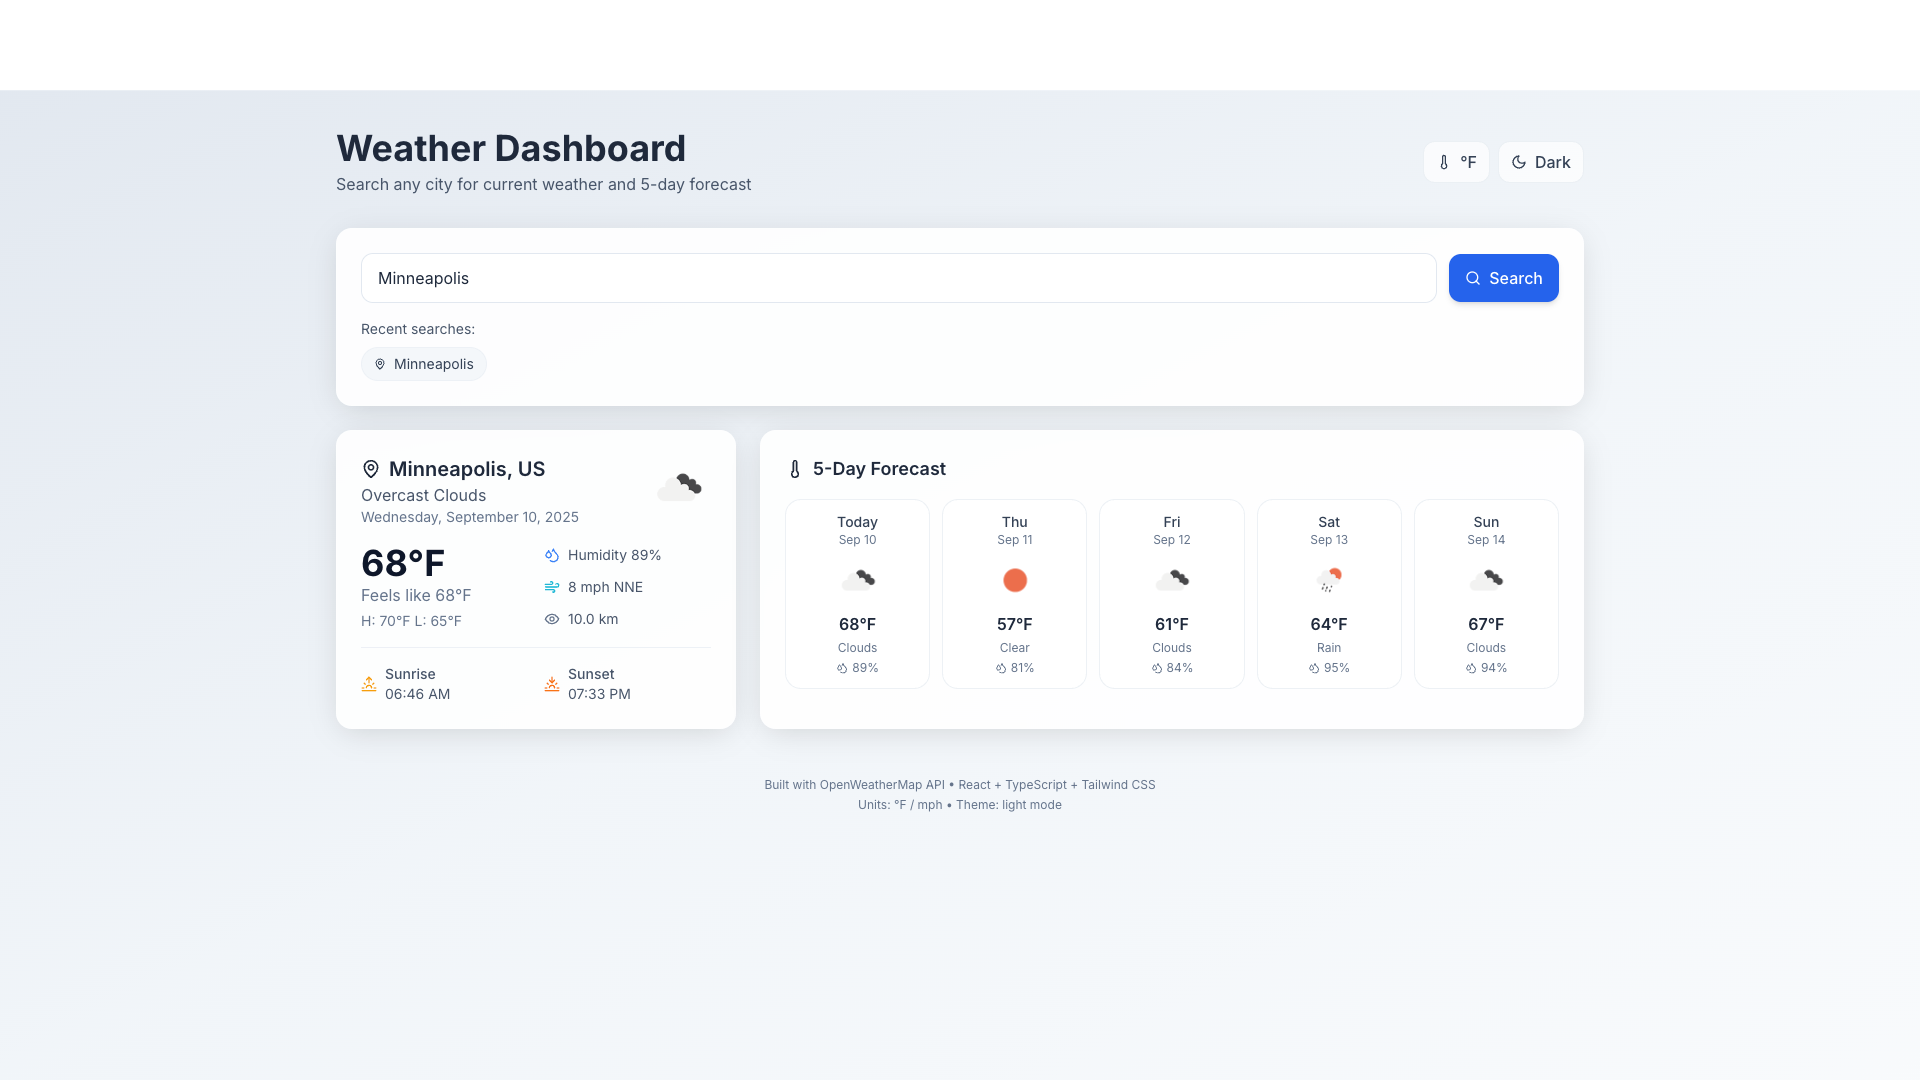 Weather Dashboard
Search any city for current weather and 5-day forecast
°F
Dark
Minneapolis
Search
Recent searches:
Minneapolis
Minneapolis, US
Overcast Clouds
Wednesday, September 10, 2025
68°F
Feels like 68°F
H: 70°F L: 65°F
Humidity 89%
8 mph NNE
10.0 km
Sunrise
06:46 AM
Sunset
07:33 PM
5-Day Forecast
Today
Sep 10
68°F
Clouds
89%
Thu
Sep 11
57°F
Clear
81%
Fri
Sep 12
61°F
Clouds
84%
Sat
Sep 13
64°F
Rain
95%
Sun
Sep 14
67°F
Clouds
94%
Built with OpenWeatherMap API • React + TypeScript + Tailwind CSS
Units: °F / mph • Theme: light mode